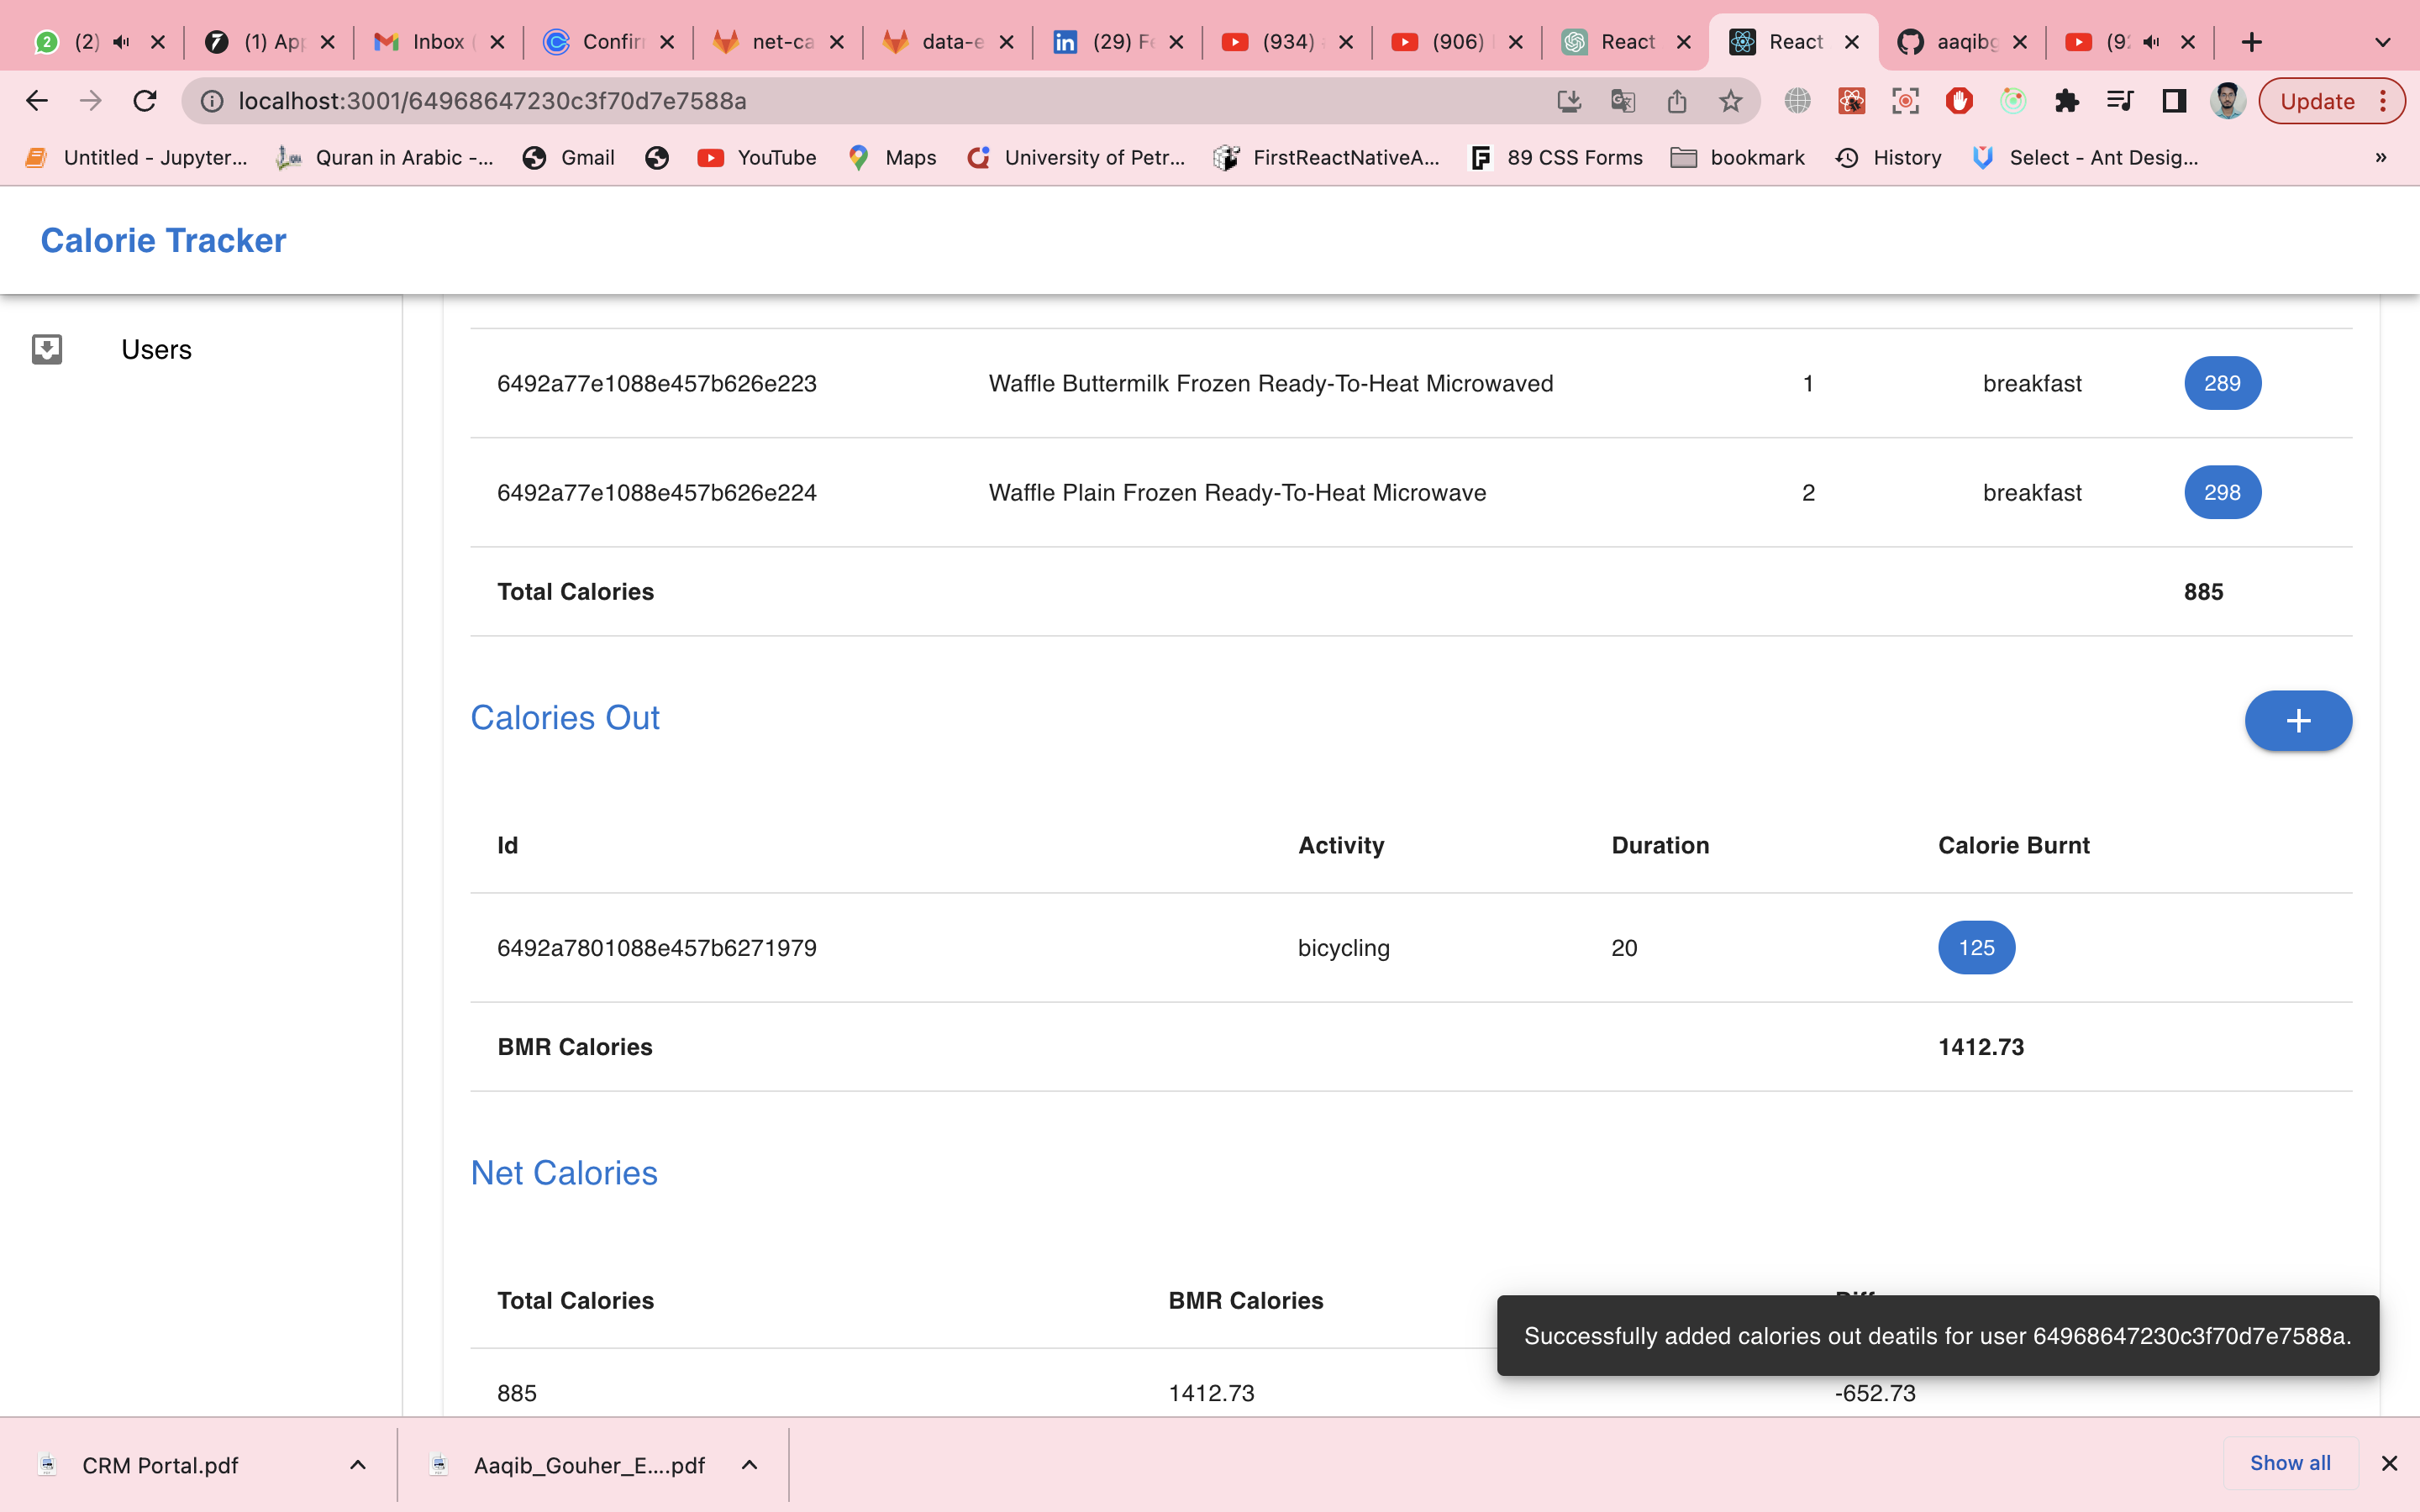 2 (2) (1) Ap Inbox ( Confir net-ca data-e (29) Fe (934) (906) React React aaqibg (9
localhost:3001/64968647230c3f70d7e7588a Update
Untitled - Jupyter... Quran in Arabic -... Gmail YouTube Maps University of Petr... FirstReactNativeA... 89 CSS Forms bookmark History Select - Ant Desig... »
Calorie Tracker
Users
6492a77e1088e457b626e223 Waffle Buttermilk Frozen Ready-To-Heat Microwaved 1 breakfast 289
6492a77e1088e457b626e224 Waffle Plain Frozen Ready-To-Heat Microwave 2 breakfast 298
Total Calories 885
Calories Out +
Id Activity Duration Calorie Burnt
6492a7801088e457b6271979 bicycling 20 125
BMR Calories 1412.73
Net Calories
Total Calories BMR Calories
Successfully added calories out deatils for user 64968647230c3f70d7e7588a.
885 1412.73 -652.73
CRM Portal.pdf Aaqib_Gouher_E....pdf Show all